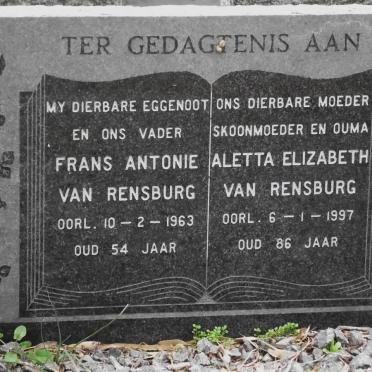 TER GEDAGTENIS AAN
MY DIERBARE EGGENOOT
EN ONS VADER
FRANS ANTONIE
VAN RENSBURG
OORL. 10-2-1963
OUD 54 JAAR
ONS DIERBARE MOEDER
SKOONMOEDER EN OUMA
ALETTA ELIZABETH
VAN RENSBURG
OORL. 6-1-1997
OUD 86 JAAR